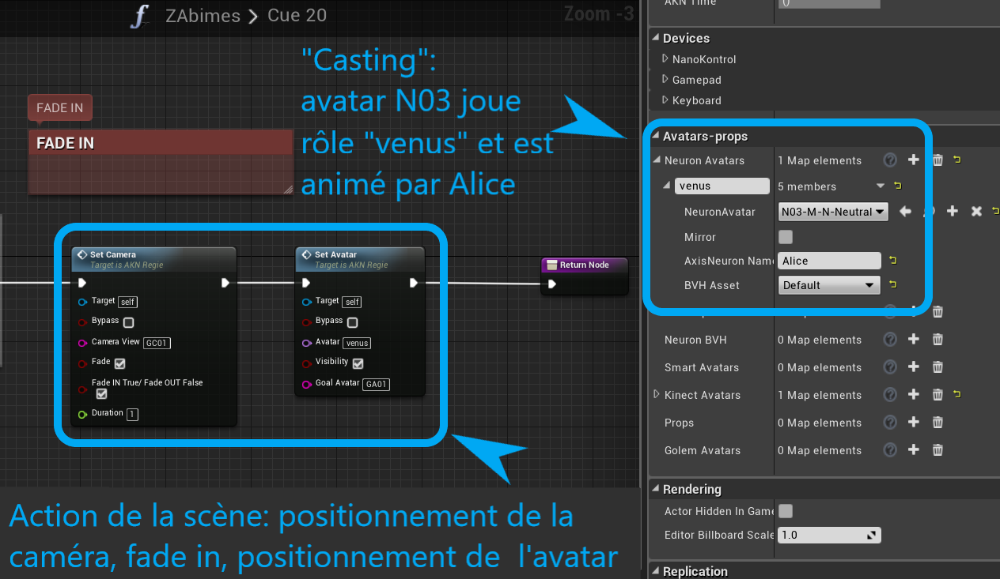 ZAbimes > Cue 20
Zoom -3
"Casting":
avatar N03 joue
rôle "venus" et est
animé par Alice
FADE IN
FADE IN
Set Camera
Target is AKN Regie
Target self
Bypass
Camera View GC01
Fade
Fade IN True/ Fade OUT False
Duration 1
Set Avatar
Target is AKN Regie
Target self
Bypass
Avatar venus
Visibility
Goal Avatar GA01
Return Node
Action de la scène: positionnement de la
caméra, fade in, positionnement de l'avatar
AKN Time
Devices
NanoKontrol
Gamepad
Keyboard
Avatars-props
Neuron Avatars 1 Map elements
venus 5 members
NeuronAvatar N03-M-N-Neutral
Mirror
AxisNeuron Name Alice
BVH Asset Default
Neuron BVH 0 Map elements
Smart Avatars 0 Map elements
Kinect Avatars 1 Map elements
Props 0 Map elements
Golem Avatars 0 Map elements
Rendering
Actor Hidden In Game
Editor Billboard Scale 1.0
Replication